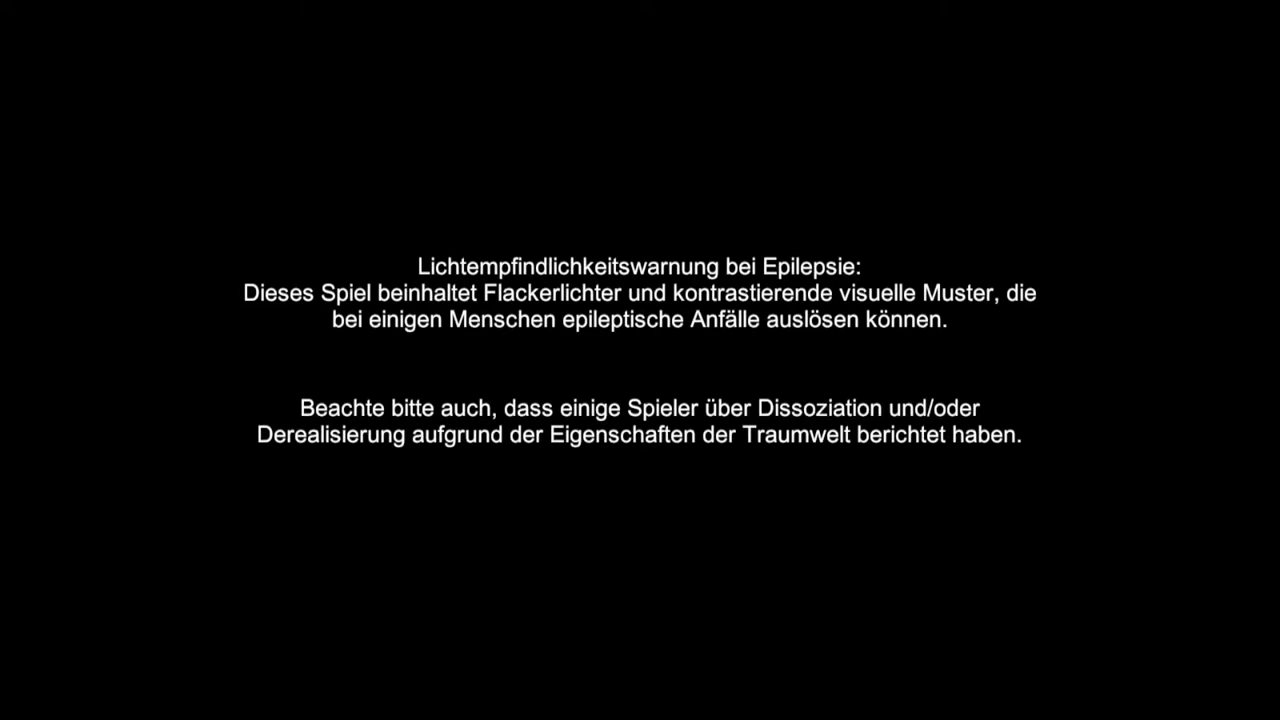 Lichtempfindlichkeitswarnung bei Epilepsie:
Dieses Spiel beinhaltet Flackerlichter und kontrastierende visuelle Muster, die
bei einigen Menschen epileptische Anfälle auslösen können.
Beachte bitte auch, dass einige Spieler über Dissoziation und/oder
Derealisierung aufgrund der Eigenschaften der Traumwelt berichtet haben.